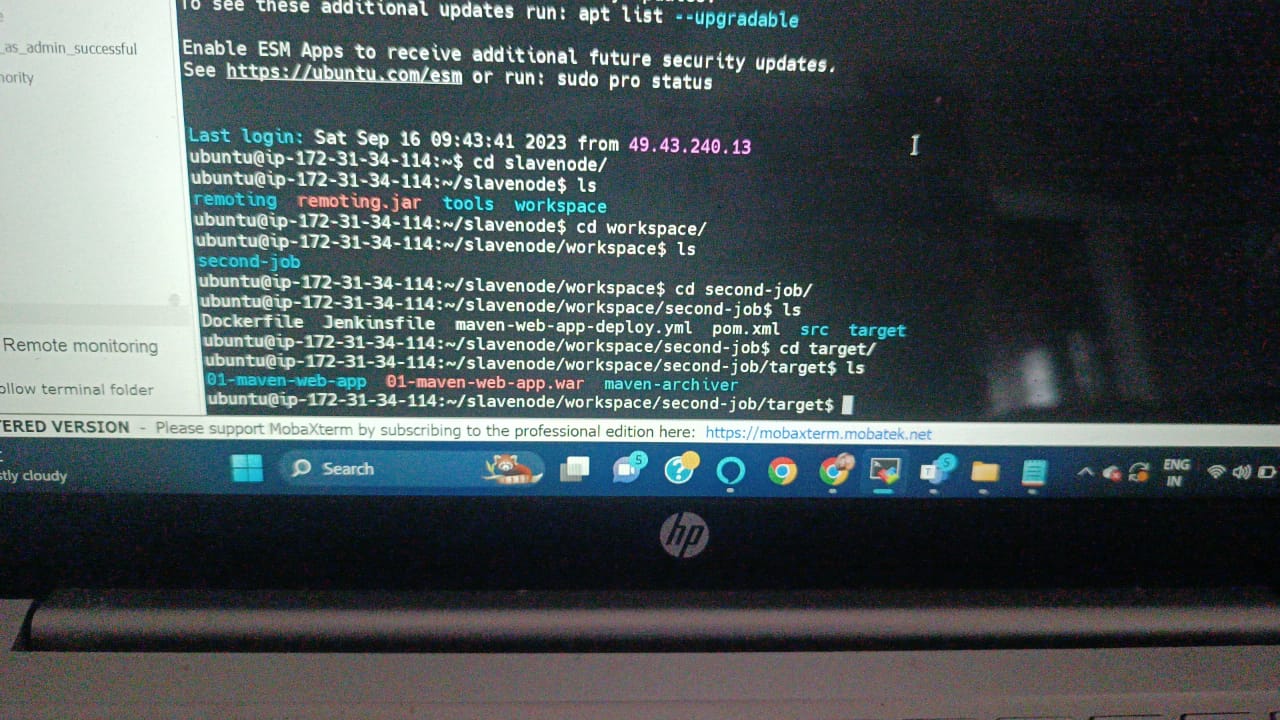 To see these additional updates run: apt list --upgradable
_as_admin_successful
Enable ESM Apps to receive additional future security updates.
See https://ubuntu.com/esm or run: sudo pro status
Last login: Sat Sep 16 09:43:41 2023 from 49.43.240.13
ubuntu@ip-172-31-34-114:~$ cd slavenode/
ubuntu@ip-172-31-34-114:~/slavenode$ ls
remoting remoting.jar tools workspace
ubuntu@ip-172-31-34-114:~/slavenode$ cd workspace/
ubuntu@ip-172-31-34-114:~/slavenode/workspace$ ls
second-job
ubuntu@ip-172-31-34-114:~/slavenode/workspace$ cd second-job/
ubuntu@ip-172-31-34-114:~/slavenode/workspace/second-job$ ls
Dockerfile Jenkinsfile maven-web-app-deploy.yml pom.xml src target
ubuntu@ip-172-31-34-114:~/slavenode/workspace/second-job$ cd target/
ubuntu@ip-172-31-34-114:~/slavenode/workspace/second-job/target$ ls
01-maven-web-app 01-maven-web-app.war maven-archiver
ubuntu@ip-172-31-34-114:~/slavenode/workspace/second-job/target$
Remote monitoring
ollow terminal folder
TERED VERSION - Please support MobaXterm by subscribing to the professional edition here: https://mobaxterm.mobatek.net
stly cloudy
Search
5
5
ENG
IN
hp